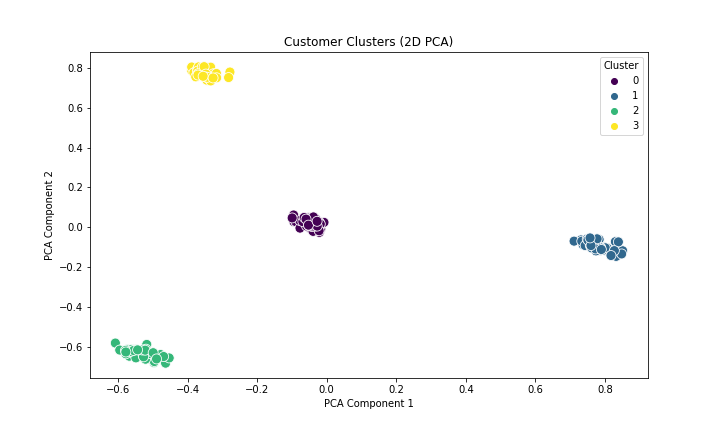 Customer Clusters (2D PCA)
PCA Component 2
0.8
0.6
0.4
0.2
0.0
−0.2
−0.4
−0.6
Cluster
0
1
2
3
−0.6 −0.4 −0.2 0.0 0.2 0.4 0.6 0.8
PCA Component 1